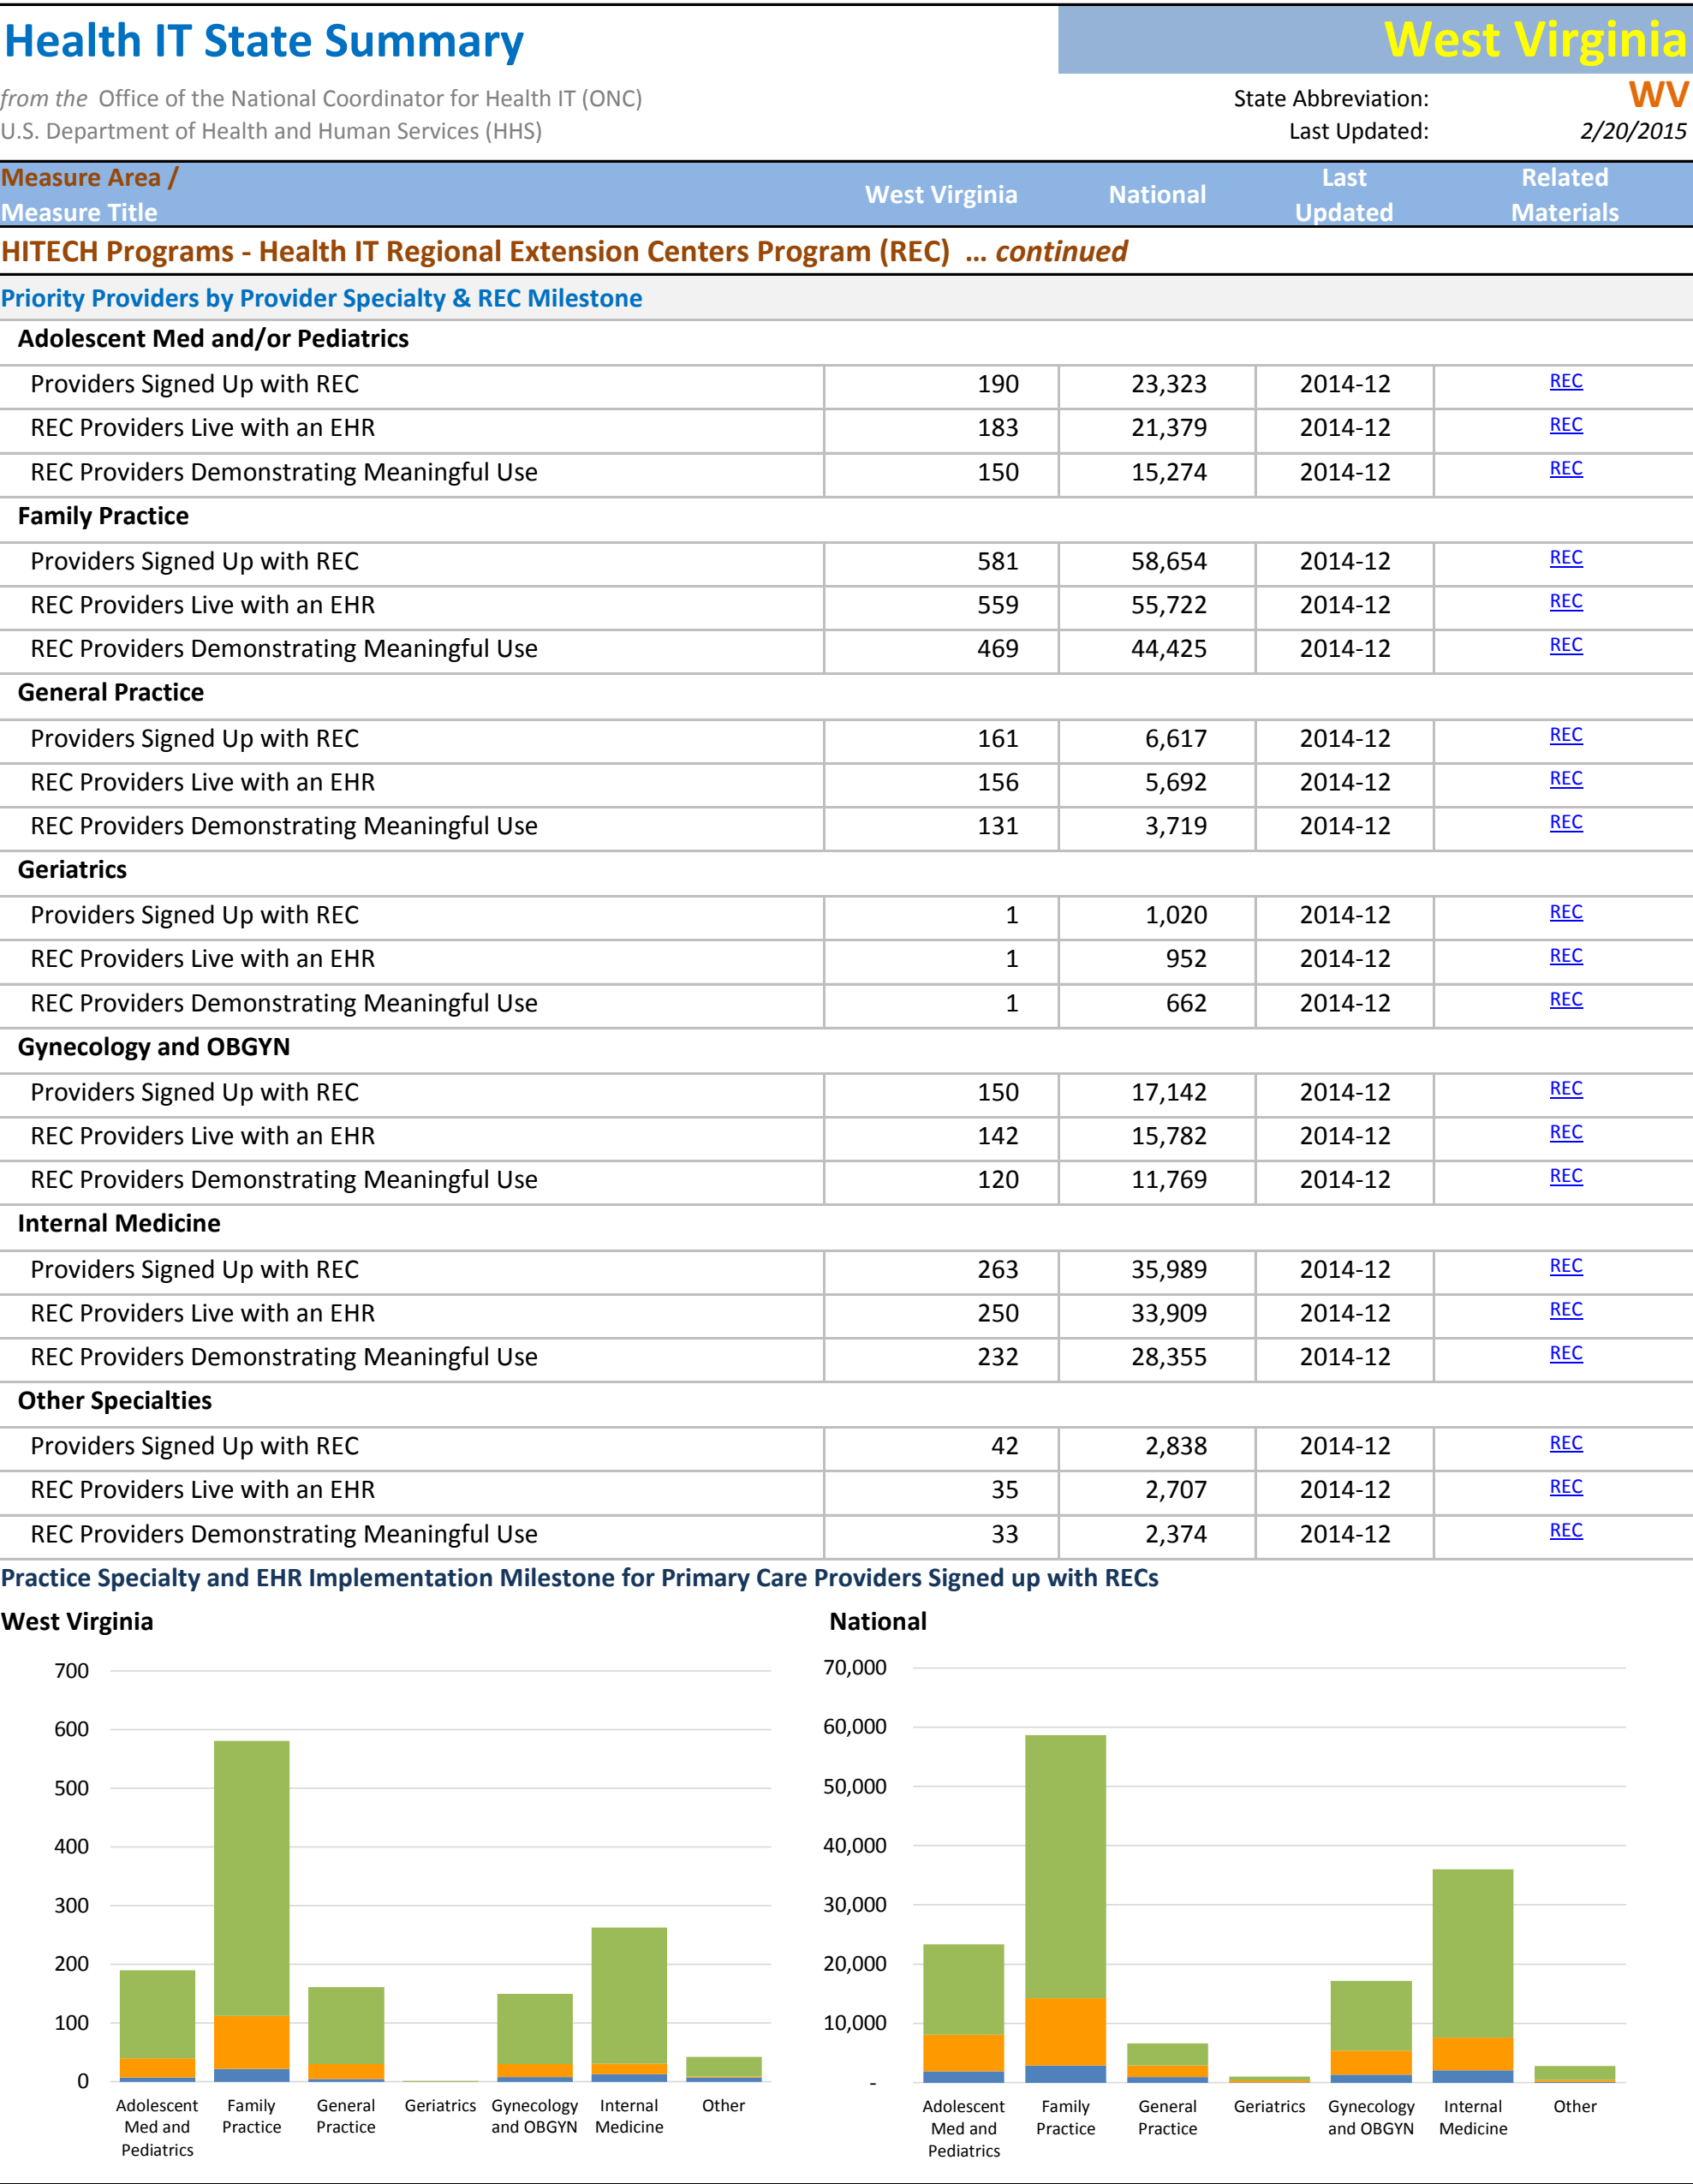 Health IT State Summary
West Virginia
from the Office of the National Coordinator for Health IT (ONC)
State Abbreviation: WV
U.S. Department of Health and Human Services (HHS)
Last Updated: 2/20/2015
Measure Area /
Measure Title
West Virginia
National
Last
Updated
Related
Materials
HITECH Programs - Health IT Regional Extension Centers Program (REC) ... continued
Priority Providers by Provider Specialty & REC Milestone
Adolescent Med and/or Pediatrics
Providers Signed Up with REC 190 23,323 2014-12 REC
REC Providers Live with an EHR 183 21,379 2014-12 REC
REC Providers Demonstrating Meaningful Use 150 15,274 2014-12 REC
Family Practice
Providers Signed Up with REC 581 58,654 2014-12 REC
REC Providers Live with an EHR 559 55,722 2014-12 REC
REC Providers Demonstrating Meaningful Use 469 44,425 2014-12 REC
General Practice
Providers Signed Up with REC 161 6,617 2014-12 REC
REC Providers Live with an EHR 156 5,692 2014-12 REC
REC Providers Demonstrating Meaningful Use 131 3,719 2014-12 REC
Geriatrics
Providers Signed Up with REC 1 1,020 2014-12 REC
REC Providers Live with an EHR 1 952 2014-12 REC
REC Providers Demonstrating Meaningful Use 1 662 2014-12 REC
Gynecology and OBGYN
Providers Signed Up with REC 150 17,142 2014-12 REC
REC Providers Live with an EHR 142 15,782 2014-12 REC
REC Providers Demonstrating Meaningful Use 120 11,769 2014-12 REC
Internal Medicine
Providers Signed Up with REC 263 35,989 2014-12 REC
REC Providers Live with an EHR 250 33,909 2014-12 REC
REC Providers Demonstrating Meaningful Use 232 28,355 2014-12 REC
Other Specialties
Providers Signed Up with REC 42 2,838 2014-12 REC
REC Providers Live with an EHR 35 2,707 2014-12 REC
REC Providers Demonstrating Meaningful Use 33 2,374 2014-12 REC
Practice Specialty and EHR Implementation Milestone for Primary Care Providers Signed up with RECs
West Virginia
700
600
500
400
300
200
100
0
Adolescent
Med and
Pediatrics
Family
Practice
General
Practice
Geriatrics
Gynecology
and OBGYN
Internal
Medicine
Other
National
70,000
60,000
50,000
40,000
30,000
20,000
10,000
-
Adolescent
Med and
Pediatrics
Family
Practice
General
Practice
Geriatrics
Gynecology
and OBGYN
Internal
Medicine
Other